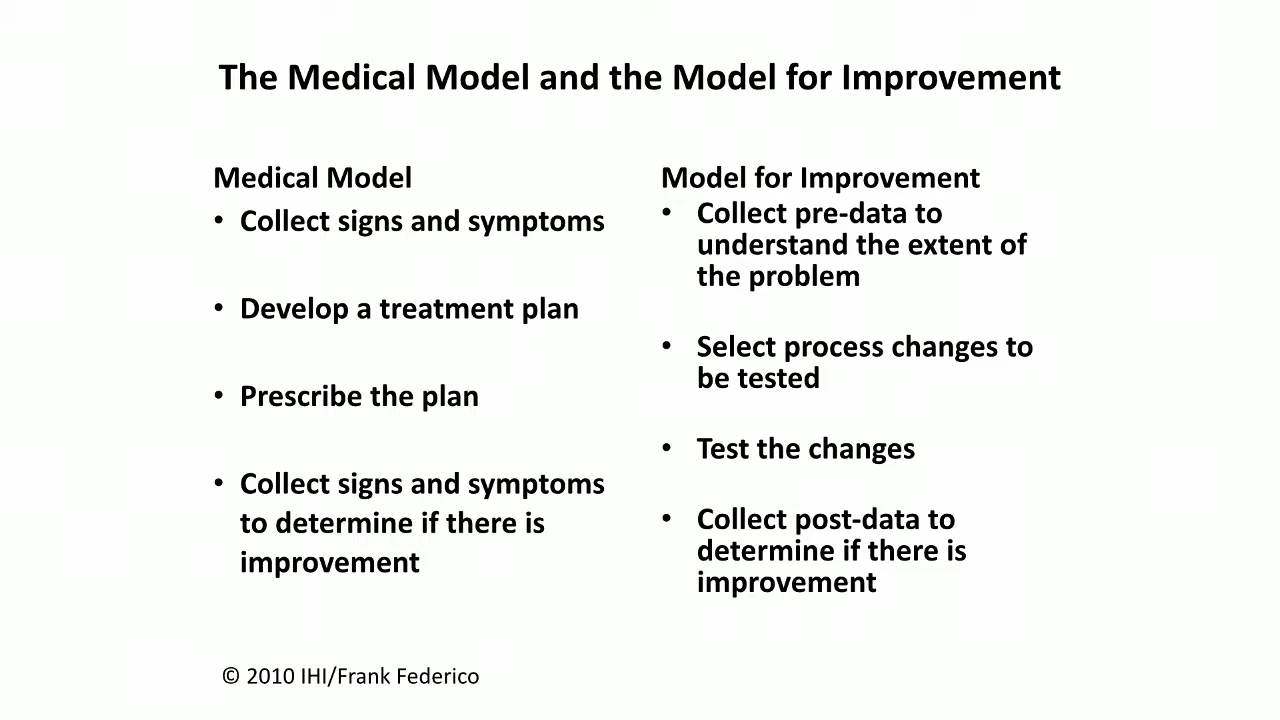 The Medical Model and the Model for Improvement
Medical Model
• Collect signs and symptoms
• Develop a treatment plan
• Prescribe the plan
• Collect signs and symptoms
to determine if there is
improvement
Model for Improvement
• Collect pre-data to
understand the extent of
the problem
• Select process changes to
be tested
• Test the changes
• Collect post-data to
determine if there is
improvement
© 2010 IHI/Frank Federico